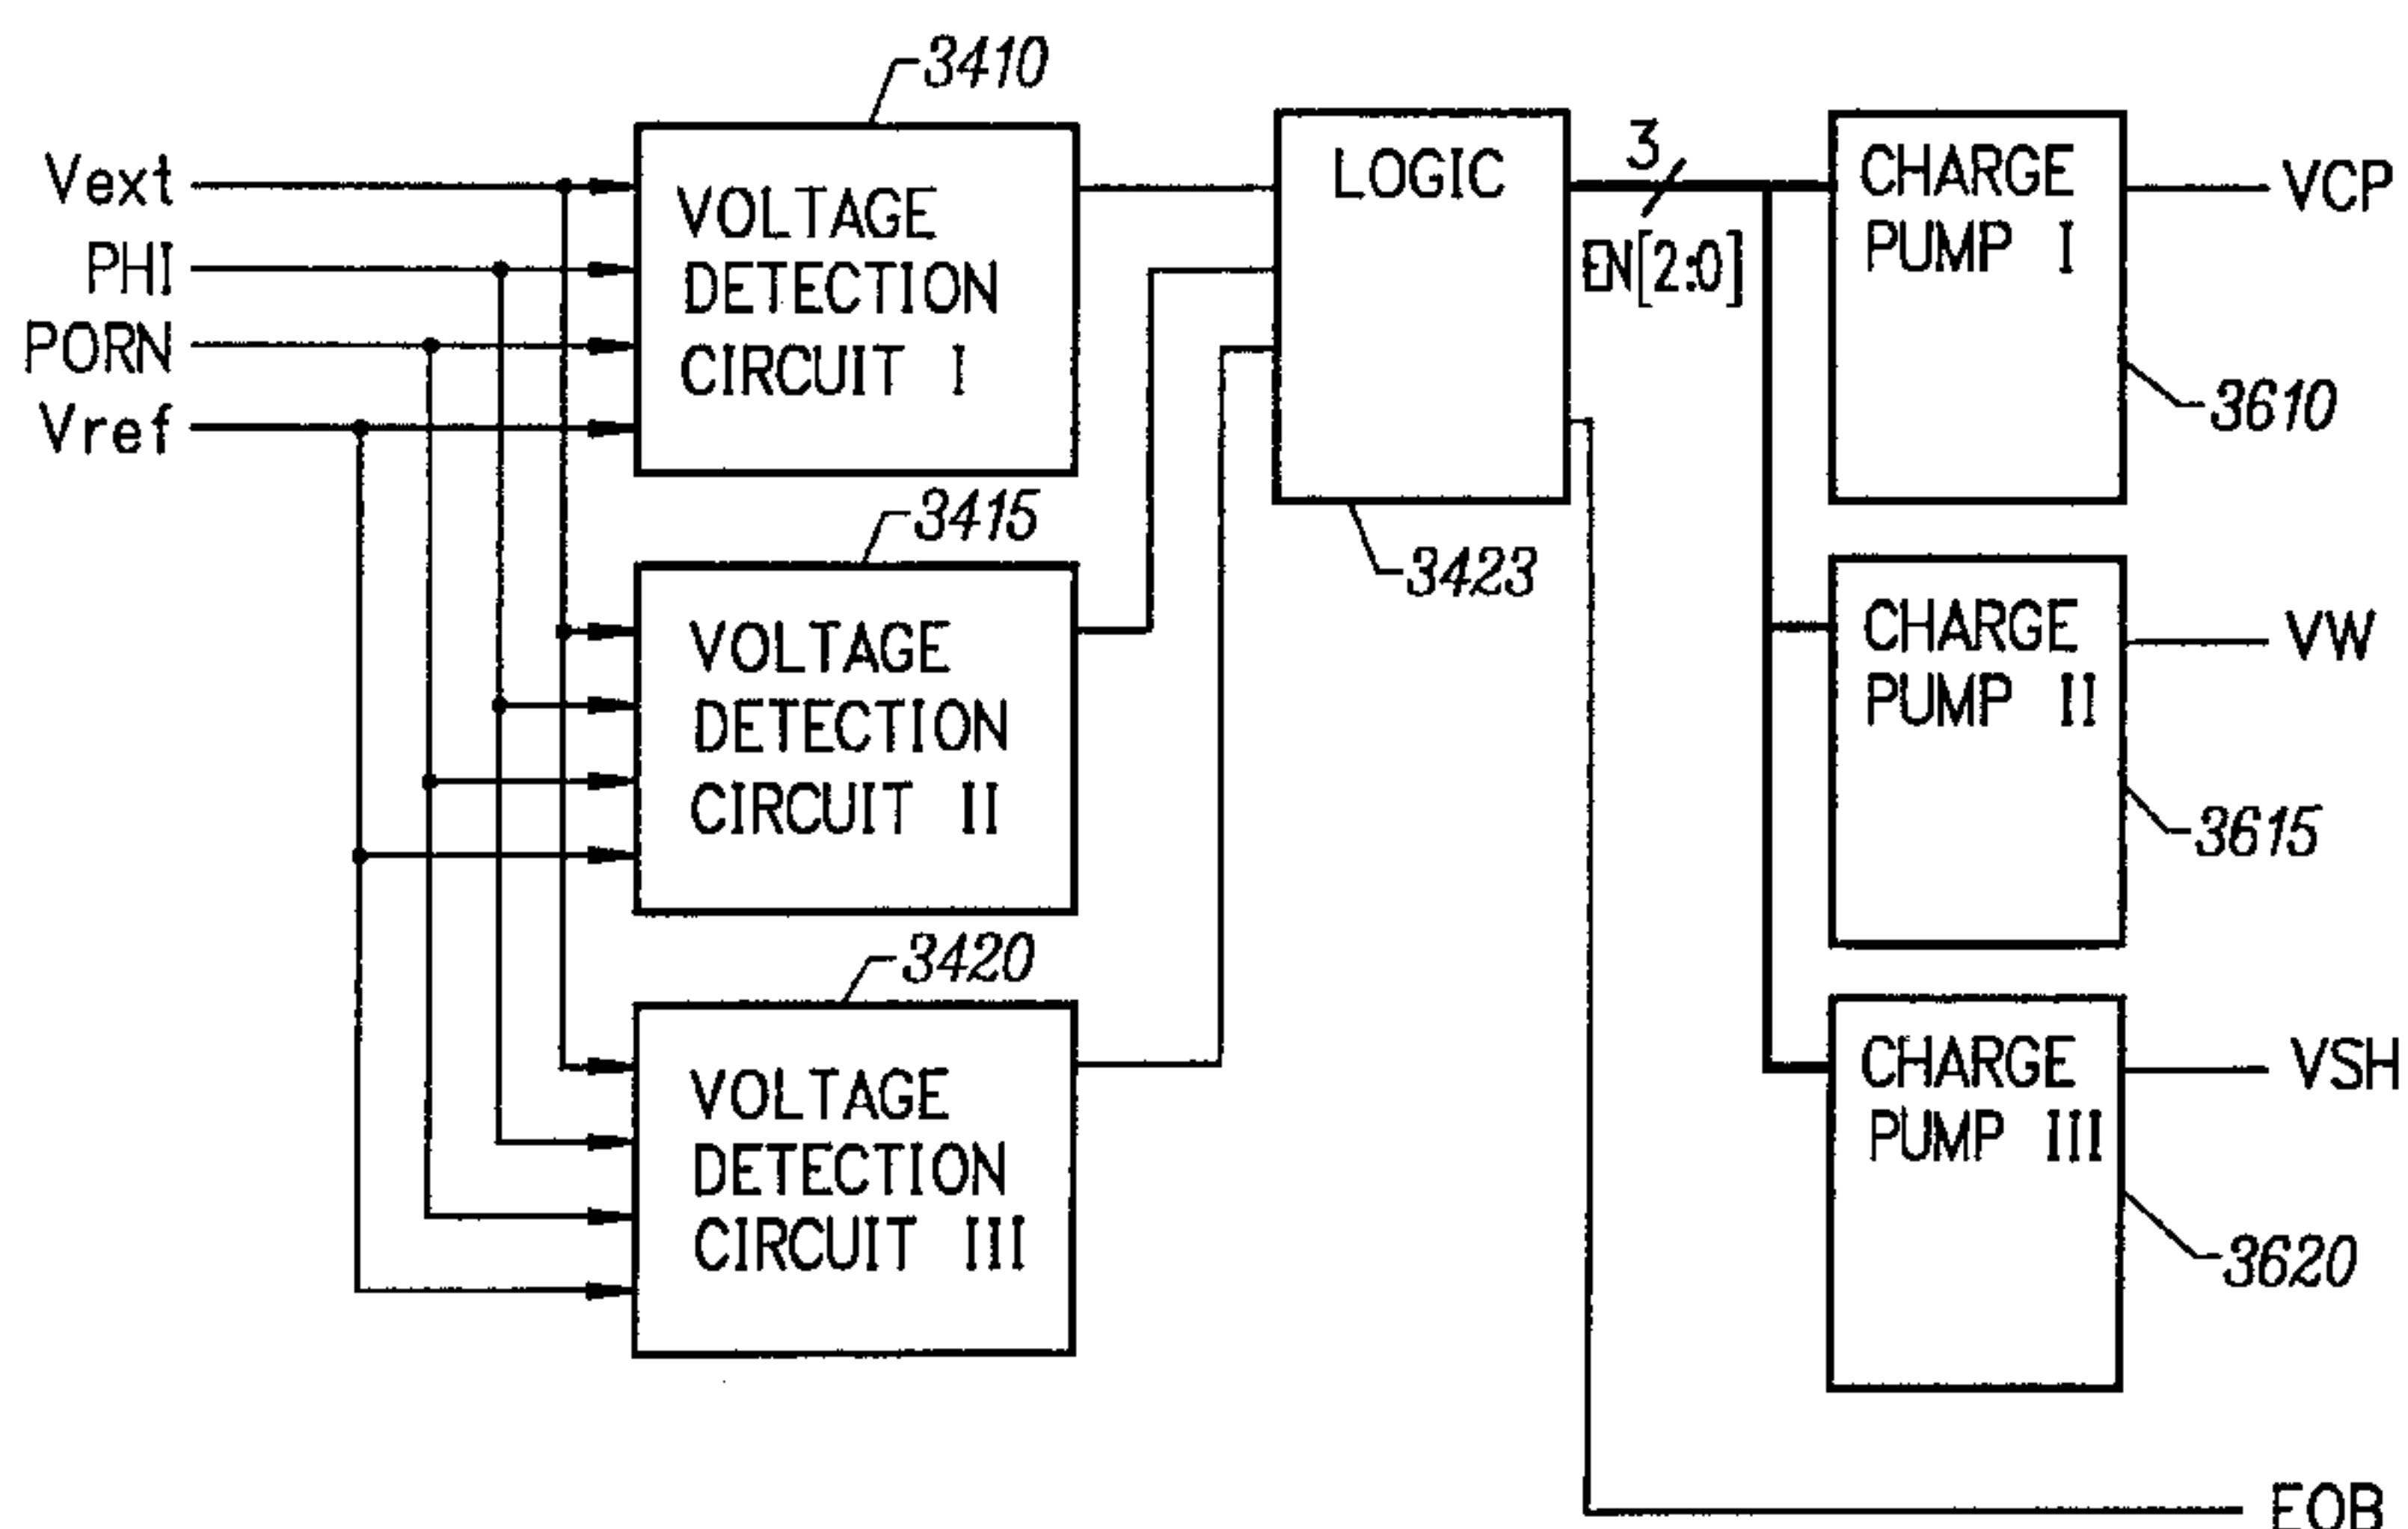 3410
Vext
PHI
PORN
Vref
VOLTAGE
DETECTION
CIRCUIT I
LOGIC
3423
3
EN[2:0]
CHARGE
PUMP I
VCP
3610
3415
VOLTAGE
DETECTION
CIRCUIT II
CHARGE
PUMP II
VW
3615
3420
VOLTAGE
DETECTION
CIRCUIT III
CHARGE
PUMP III
VSH
3620
EOB